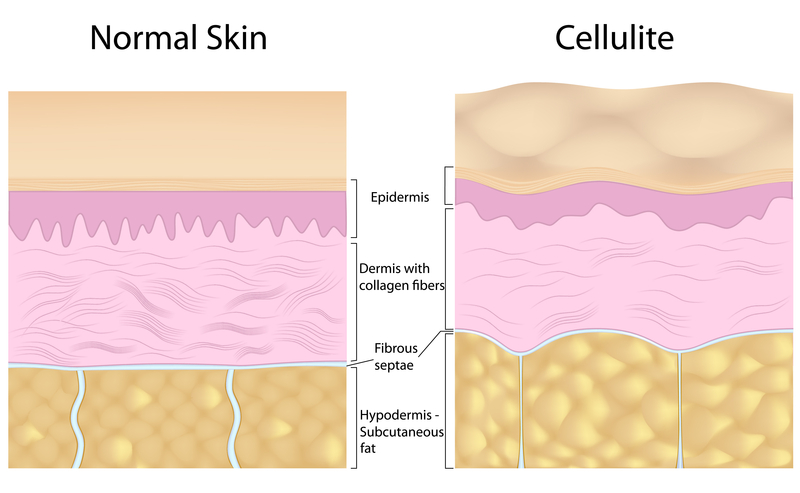 Normal Skin
Cellulite
Epidermis
Dermis with
collagen fibers
Fibrous
septae
Hypodermis -
Subcutaneous
fat